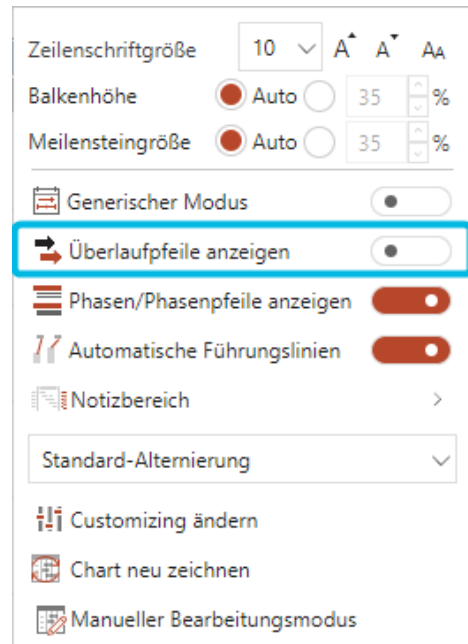 Zeilenschriftgröße 10 A A AA
Balkenhöhe Auto 35 %
Meilensteingröße Auto 35 %
Generischer Modus
Überlaufpfeile anzeigen
Phasen/Phasenpfeile anzeigen
Automatische Führungslinien
Notizbereich
Standard-Alternierung
Customizing ändern
Chart neu zeichnen
Manueller Bearbeitungsmodus